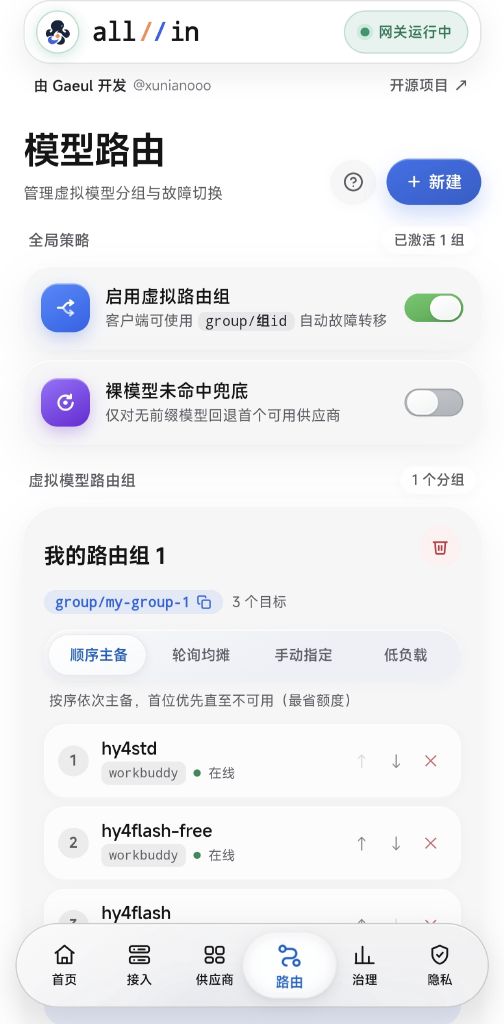 all//in
网关运行中
由 Gaeul 开发 @xunianooo
开源项目 ↗
模型路由
管理虚拟模型分组与故障切换
+ 新建
全局策略
已激活 1 组
启用虚拟路由组
客户端可使用 group/组id 自动故障转移
裸模型未命中兜底
仅对无前缀模型回退首个可用供应商
虚拟模型路由组
1 个分组
我的路由组 1
group/my-group-1
3 个目标
顺序主备
轮询均摊
手动指定
低负载
按序依次主备，首位优先直至不可用（最省额度）
1
hy4std
workbuddy
在线
2
hy4flash-free
workbuddy
在线
3
hy4flash
首页
接入
供应商
路由
治理
隐私